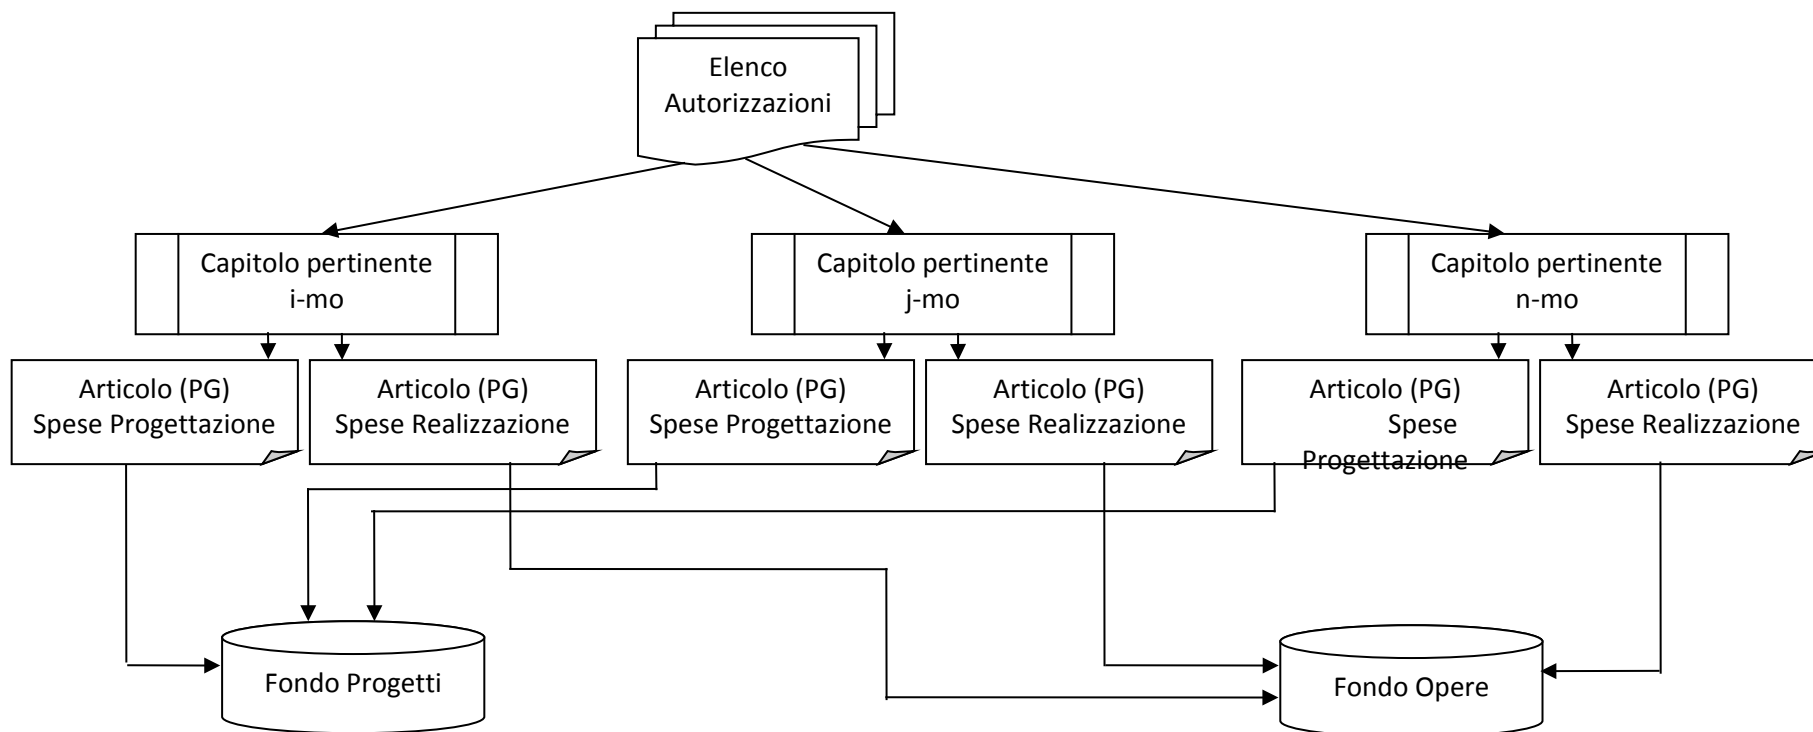 Elenco
Autorizzazioni
Capitolo pertinente
i-mo
Capitolo pertinente
j-mo
Capitolo pertinente
n-mo
Articolo (PG)
Spese Progettazione
Articolo (PG)
Spese Realizzazione
Articolo (PG)
Spese Progettazione
Articolo (PG)
Spese Realizzazione
Articolo (PG)
Spese
Progettazione
Articolo (PG)
Spese Realizzazione
Fondo Progetti
Fondo Opere